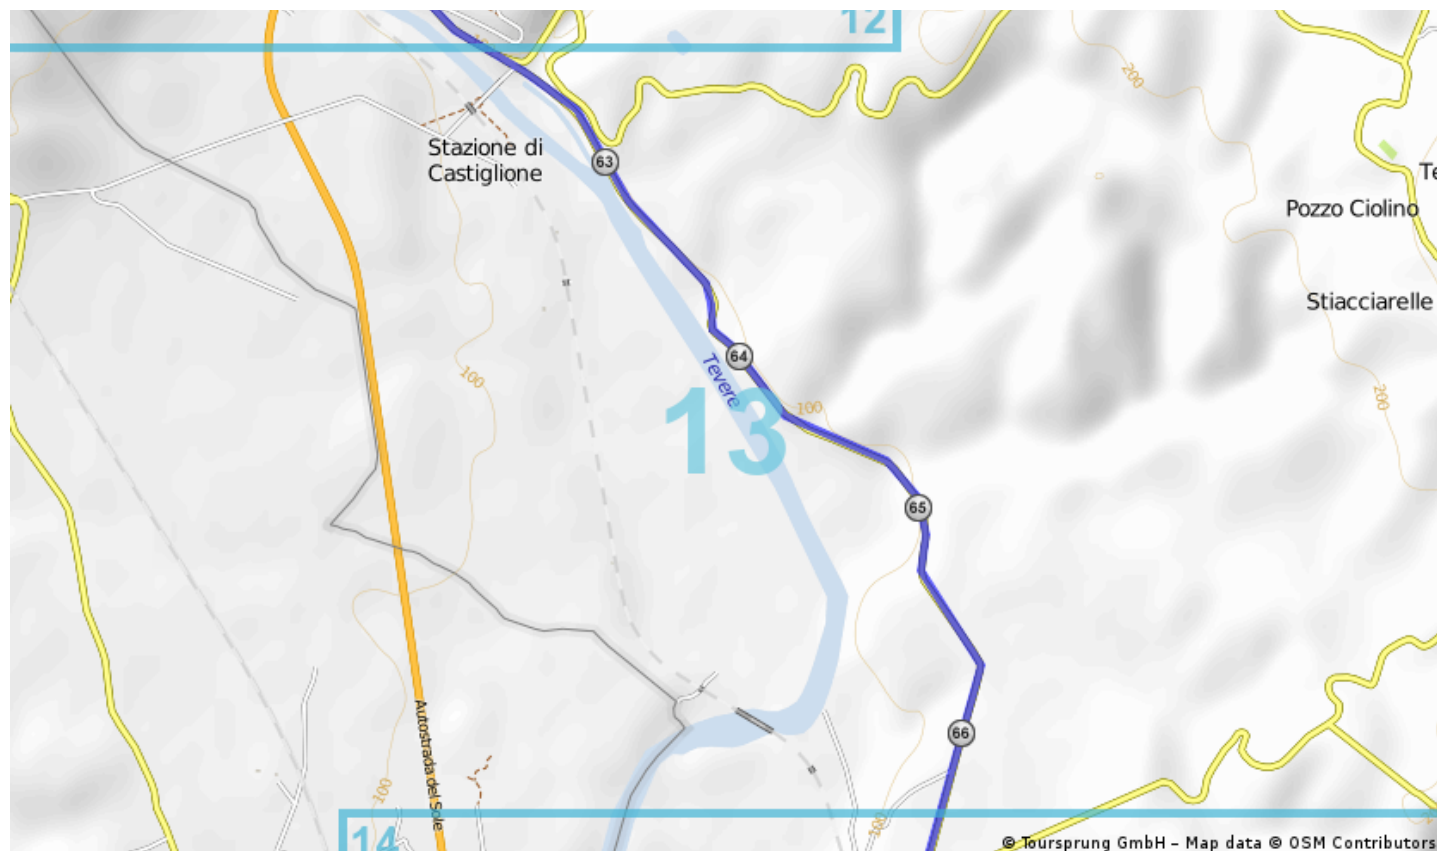 12
Stazione di
Castiglione
63
200
Te
Pozzo Ciolino
Stiacciarelle
64
Tevere
100
13
100
200
65
66
Autostrada del Sole
100
100
14
© Toursprung GmbH – Map data © OSM Contributors